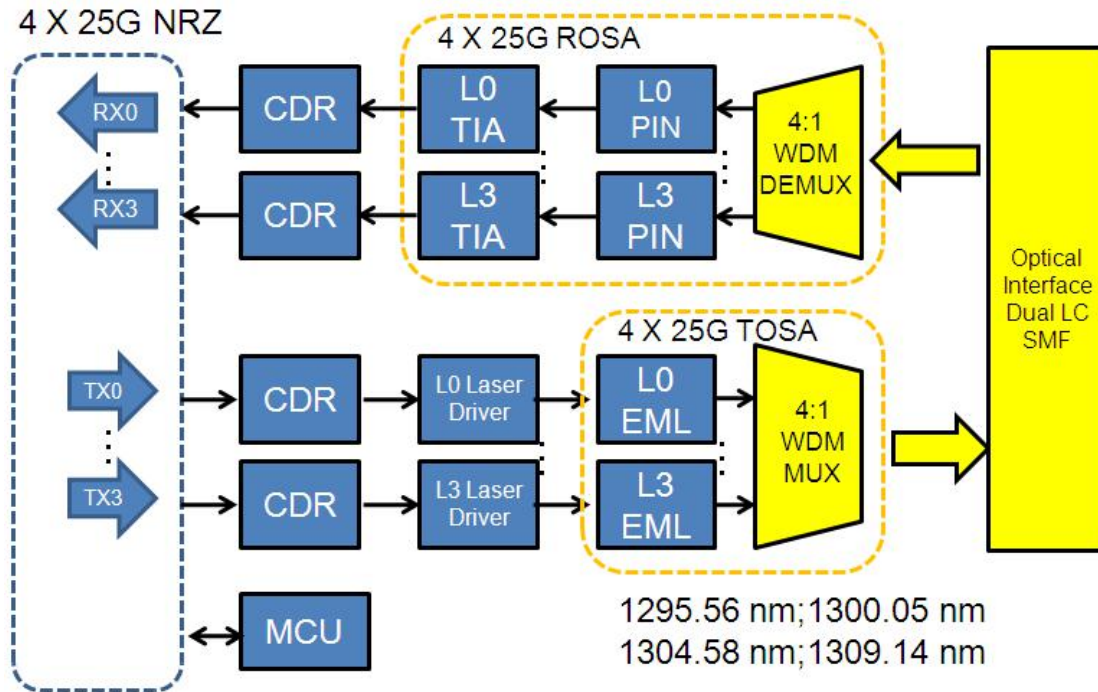 4 X 25G NRZ
4 X 25G ROSA
RX0
CDR
L0
TIA
L0
PIN
4:1
WDM
DEMUX
RX3
CDR
L3
TIA
L3
PIN
Optical
Interface
Dual LC
SMF
4 X 25G TOSA
TX0
CDR
L0 Laser
Driver
L0
EML
4:1
WDM
MUX
TX3
CDR
L3 Laser
Driver
L3
EML
MCU
1295.56 nm;1300.05 nm
1304.58 nm;1309.14 nm